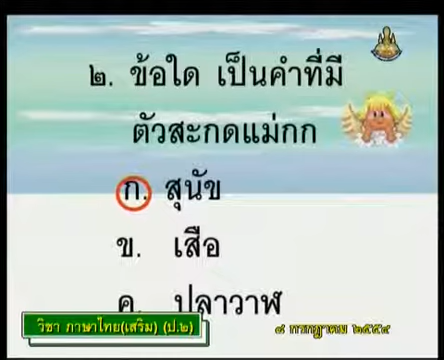 ๒. ข้อใด เป็นคำที่มี
ตัวสะกดแม่กก
ก. สุนัข
ข. เสือ
ค. ปลาวาฬ
วิชา ภาษาไทย(เสริม) (ป.๒)
๘ กรกฎาคม ๒๕๕๔